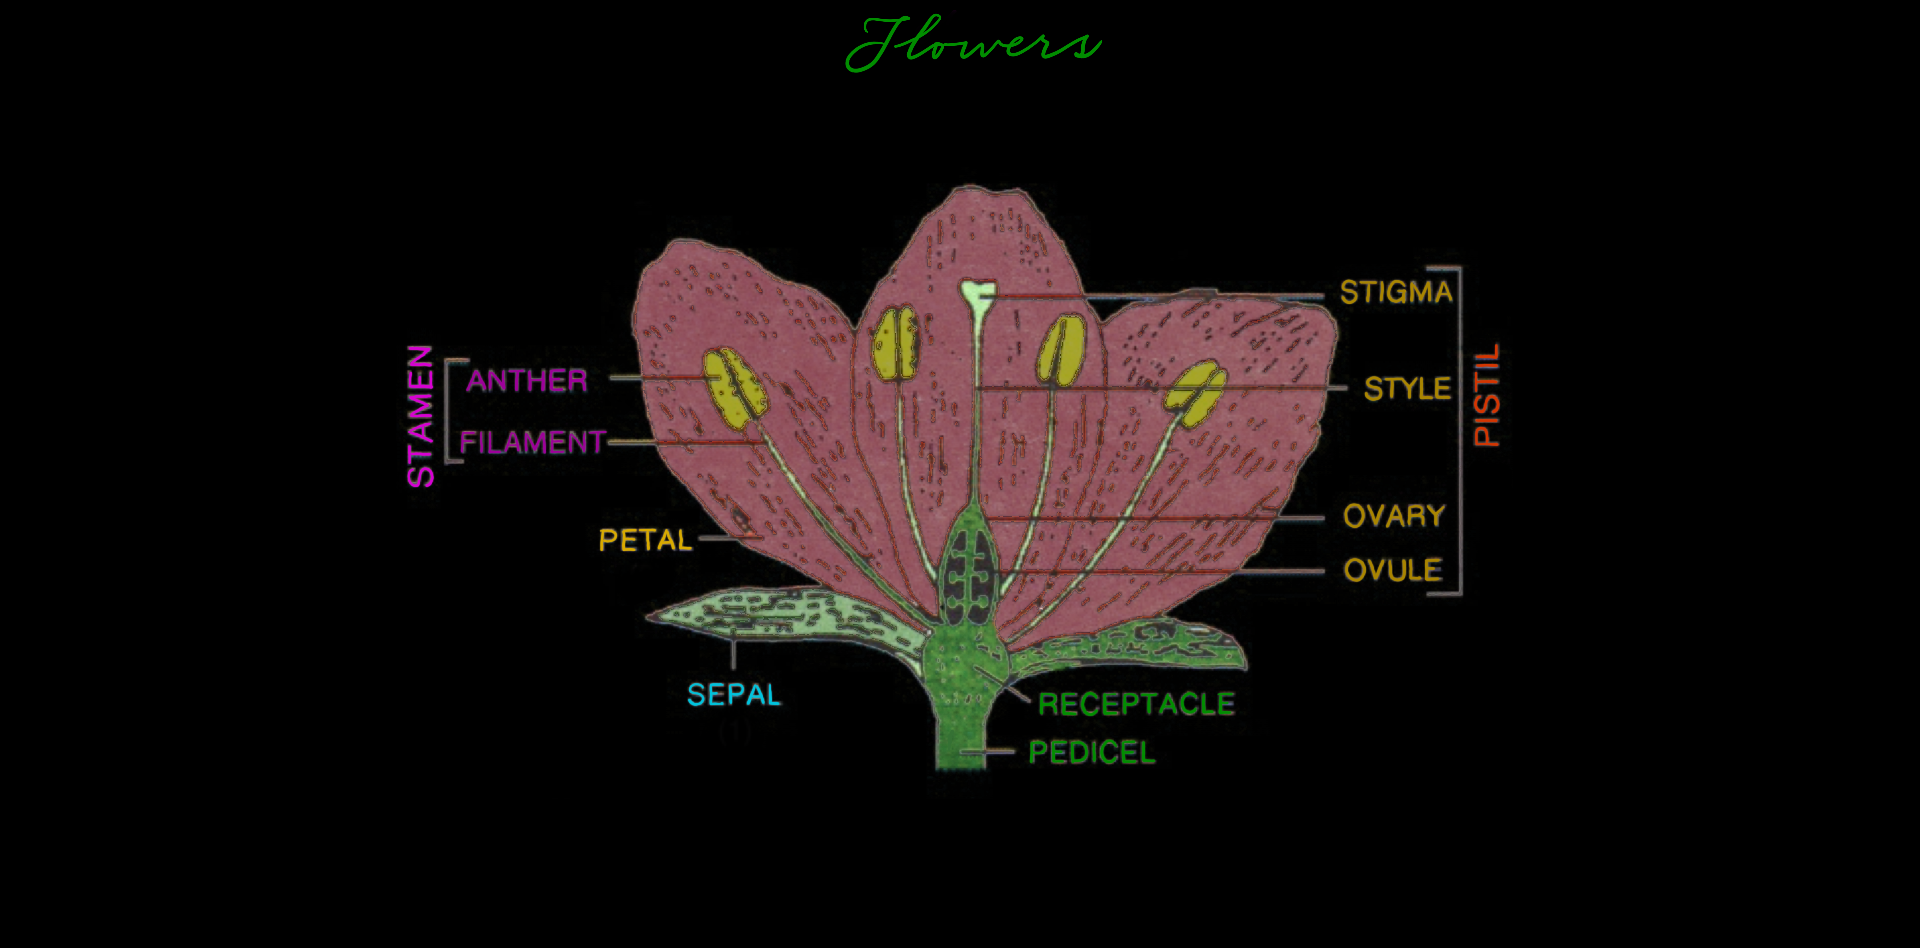 Flowers
STIGMA
STAMEN
ANTHER
STYLE
PISTIL
FILAMENT
OVARY
PETAL
OVULE
SEPAL
RECEPTACLE
PEDICEL